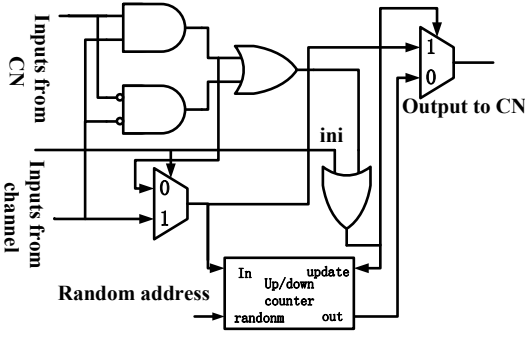 Inputs from
CN
1
0
Output to CN
ini
Inputs from
channel
0
1
In
update
Up/down
counter
Random address
randonm
out